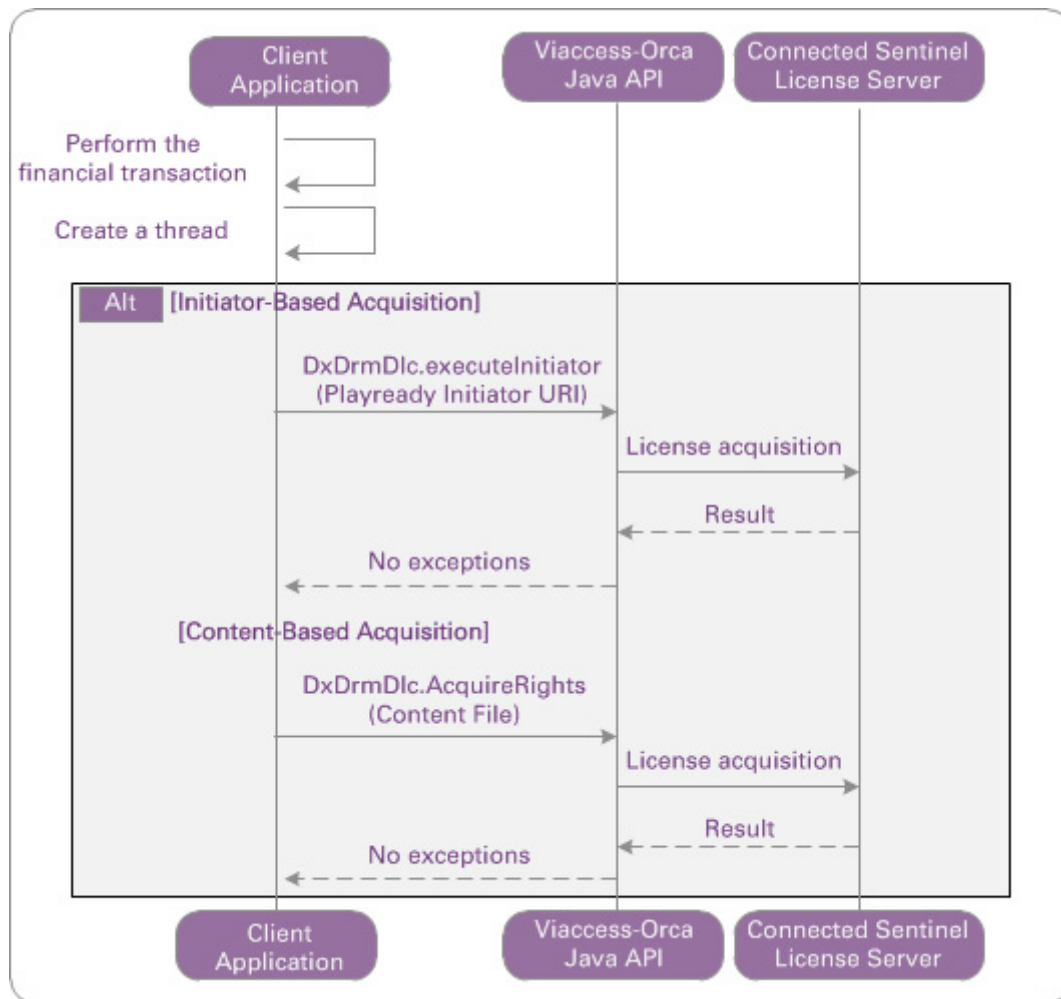 Client
Application
Viaccess-Orca
Java API
Connected Sentinel
License Server
Perform the
financial transaction
Create a thread
Alt
[Initiator-Based Acquisition]
DxDrmDlc.executeInitiator
(Playready Initiator URI)
License acquisition
Result
No exceptions
[Content-Based Acquisition]
DxDrmDlc.AcquireRights
(Content File)
License acquisition
Result
No exceptions
Client
Application
Viaccess-Orca
Java API
Connected Sentinel
License Server